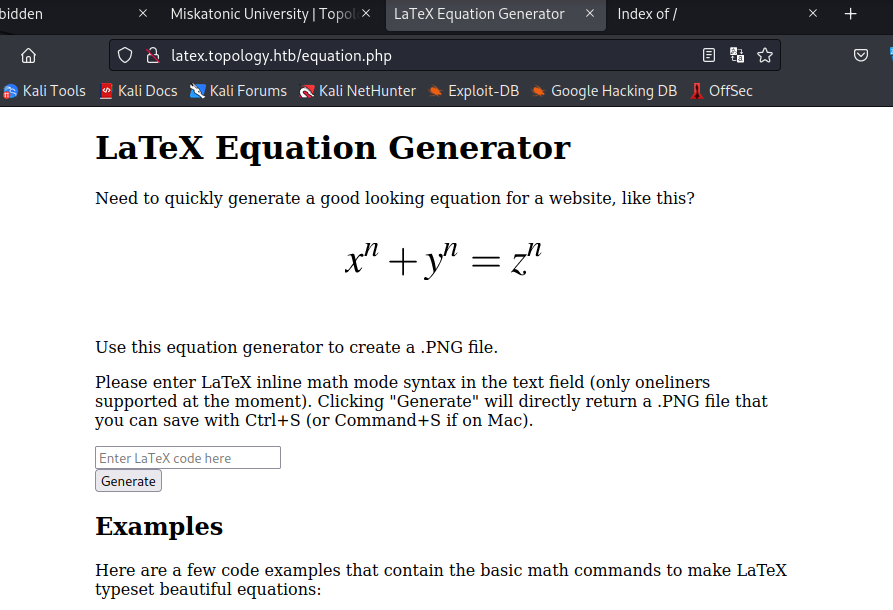 bidden × Miskatonic University | Topol × LaTeX Equation Generator × Index of / × +
latex.topology.htb/equation.php
Kali Tools Kali Docs Kali Forums Kali NetHunter Exploit-DB Google Hacking DB OffSec
LaTeX Equation Generator
Need to quickly generate a good looking equation for a website, like this?
xⁿ + yⁿ = zⁿ
Use this equation generator to create a .PNG file.
Please enter LaTeX inline math mode syntax in the text field (only oneliners
supported at the moment). Clicking "Generate" will directly return a .PNG file that
you can save with Ctrl+S (or Command+S if on Mac).
Enter LaTeX code here
Generate
Examples
Here are a few code examples that contain the basic math commands to make LaTeX
typeset beautiful equations: